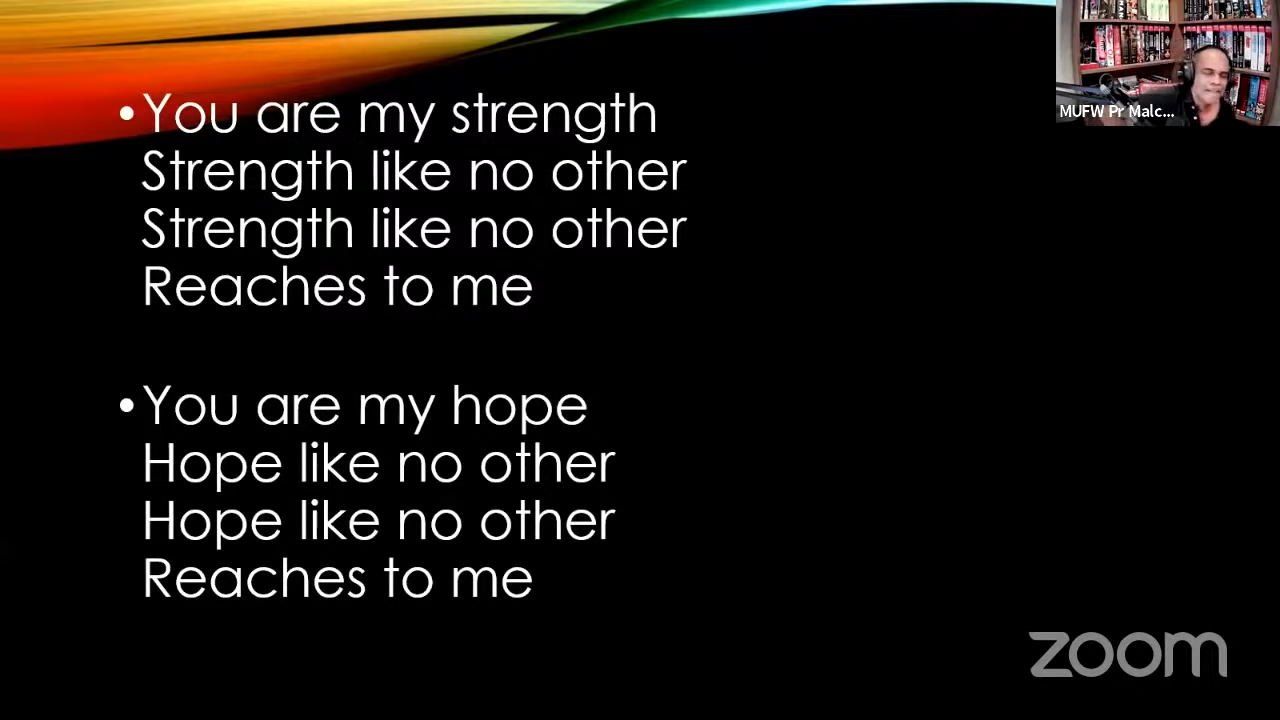 • You are my strength
Strength like no other
Strength like no other
Reaches to me
• You are my hope
Hope like no other
Hope like no other
Reaches to me
MUFW Pr Malc...
zoom